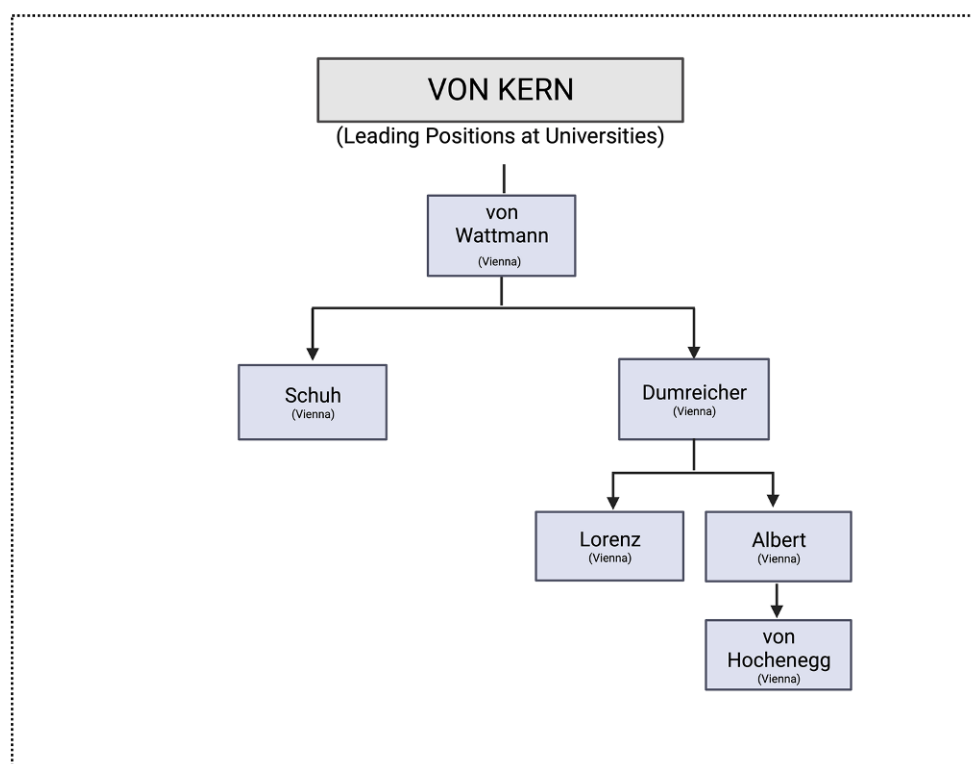 VON KERN
(Leading Positions at Universities)
von
Wattmann
(Vienna)
Schuh
(Vienna)
Dumreicher
(Vienna)
Lorenz
(Vienna)
Albert
(Vienna)
von
Hochenegg
(Vienna)